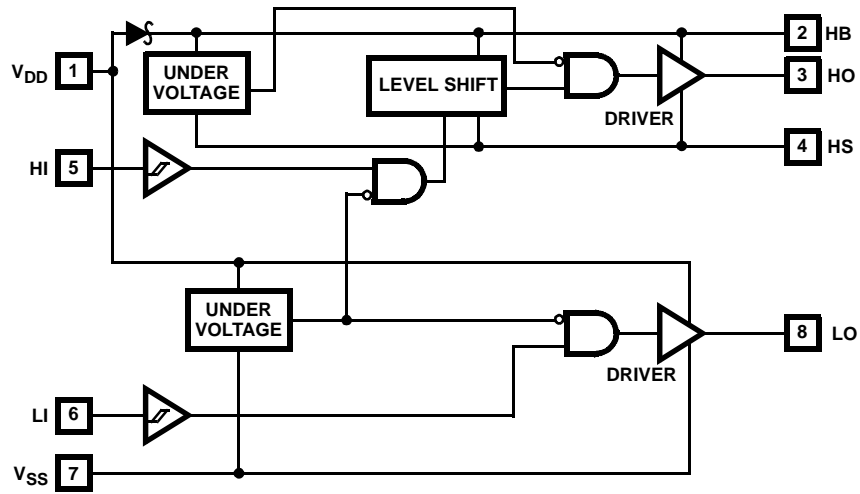 2 HB
V_DD 1
UNDER
VOLTAGE
LEVEL SHIFT
3 HO
DRIVER
4 HS
HI 5
UNDER
VOLTAGE
8 LO
DRIVER
LI 6
V_SS 7